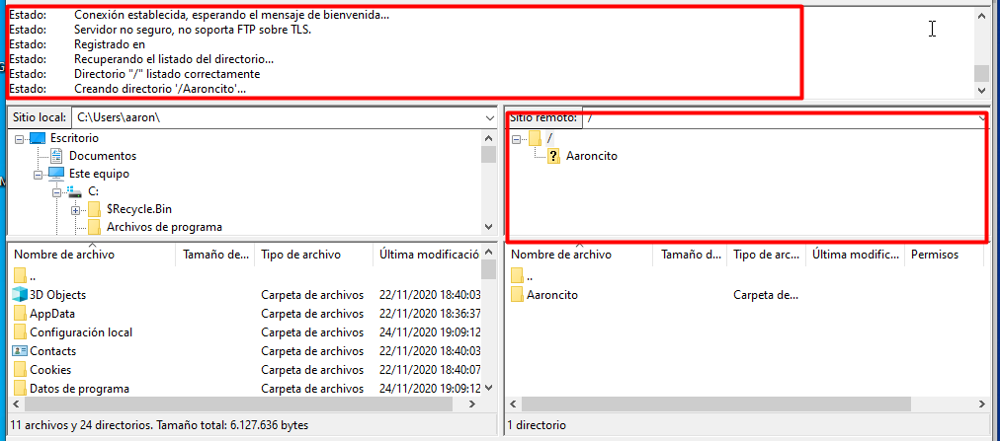 Estado: Conexión establecida, esperando el mensaje de bienvenida...
Estado: Servidor no seguro, no soporta FTP sobre TLS.
Estado: Registrado en
Estado: Recuperando el listado del directorio...
Estado: Directorio "/" listado correctamente
Estado: Creando directorio '/Aaroncito'...
Sitio local: C:\Users\aaron\
Escritorio
Documentos
Este equipo
C:
$Recycle.Bin
Archivos de programa
Sitio remoto: /
/
? Aaroncito
Nombre de archivo Tamaño de... Tipo de archivo Última modificació
..
3D Objects Carpeta de archivos 22/11/2020 18:40:03
AppData Carpeta de archivos 22/11/2020 18:36:37
Configuración local Carpeta de archivos 24/11/2020 19:09:12
Contacts Carpeta de archivos 22/11/2020 18:40:03
Cookies Carpeta de archivos 22/11/2020 18:40:07
Datos de programa Carpeta de archivos 24/11/2020 19:09:12
11 archivos y 24 directorios. Tamaño total: 6.127.636 bytes
Nombre de archivo Tamaño d... Tipo de arc... Última modific... Permisos
..
Aaroncito Carpeta de...
1 directorio